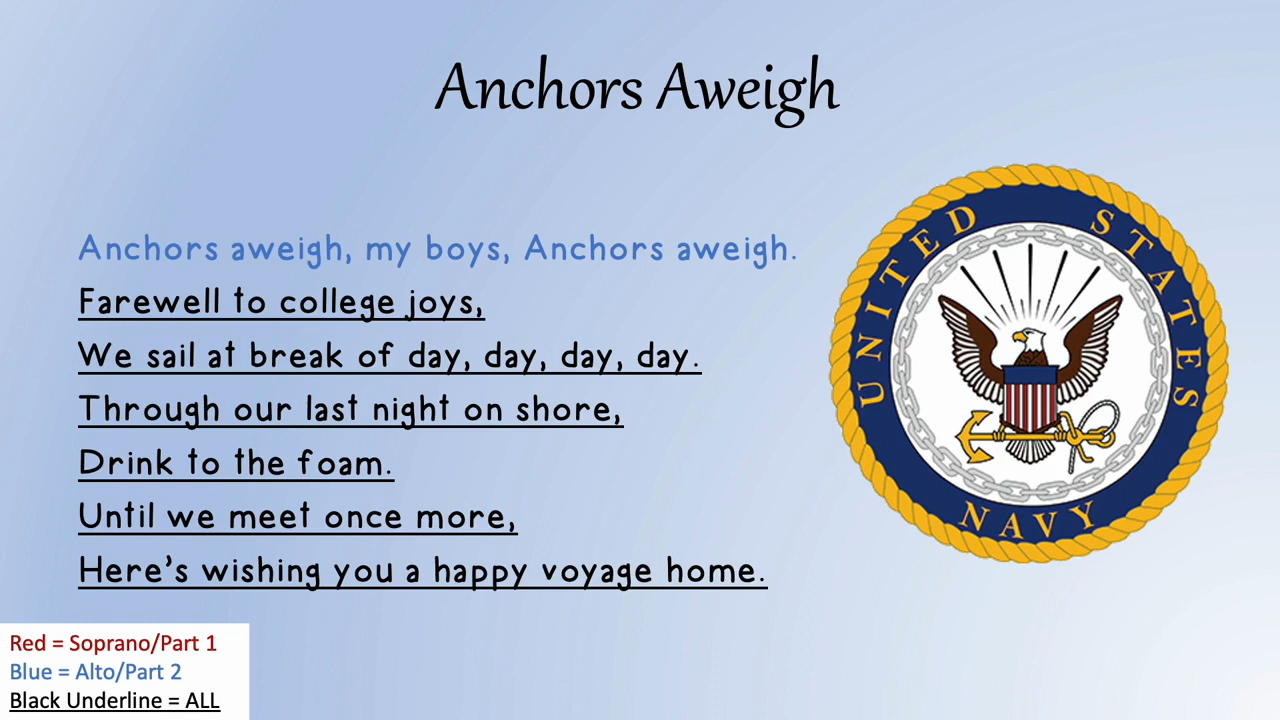 Anchors Aweigh
Anchors aweigh, my boys, Anchors aweigh.
Farewell to college joys,
We sail at break of day, day, day, day.
Through our last night on shore,
Drink to the foam.
Until we meet once more,
Here's wishing you a happy voyage home.
UNITED STATES
NAVY
Red = Soprano/Part 1
Blue = Alto/Part 2
Black Underline = ALL